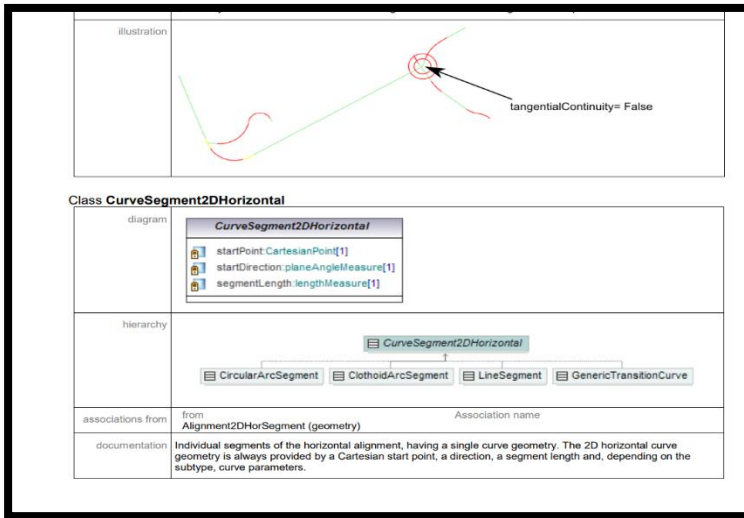 illustration
tangentialContinuity= False
Class CurveSegment2DHorizontal
diagram
CurveSegment2DHorizontal
startPoint:CartesianPoint[1]
startDirection:planeAngleMeasure[1]
segmentLength:lengthMeasure[1]
hierarchy
CurveSegment2DHorizontal
CircularArcSegment ClothoidArcSegment LineSegment GenericTransitionCurve
associations from
from Association name
Alignment2DHorSegment (geometry)
documentation
Individual segments of the horizontal alignment, having a single curve geometry. The 2D horizontal curve
geometry is always provided by a Cartesian start point, a direction, a segment length and, depending on the
subtype, curve parameters.